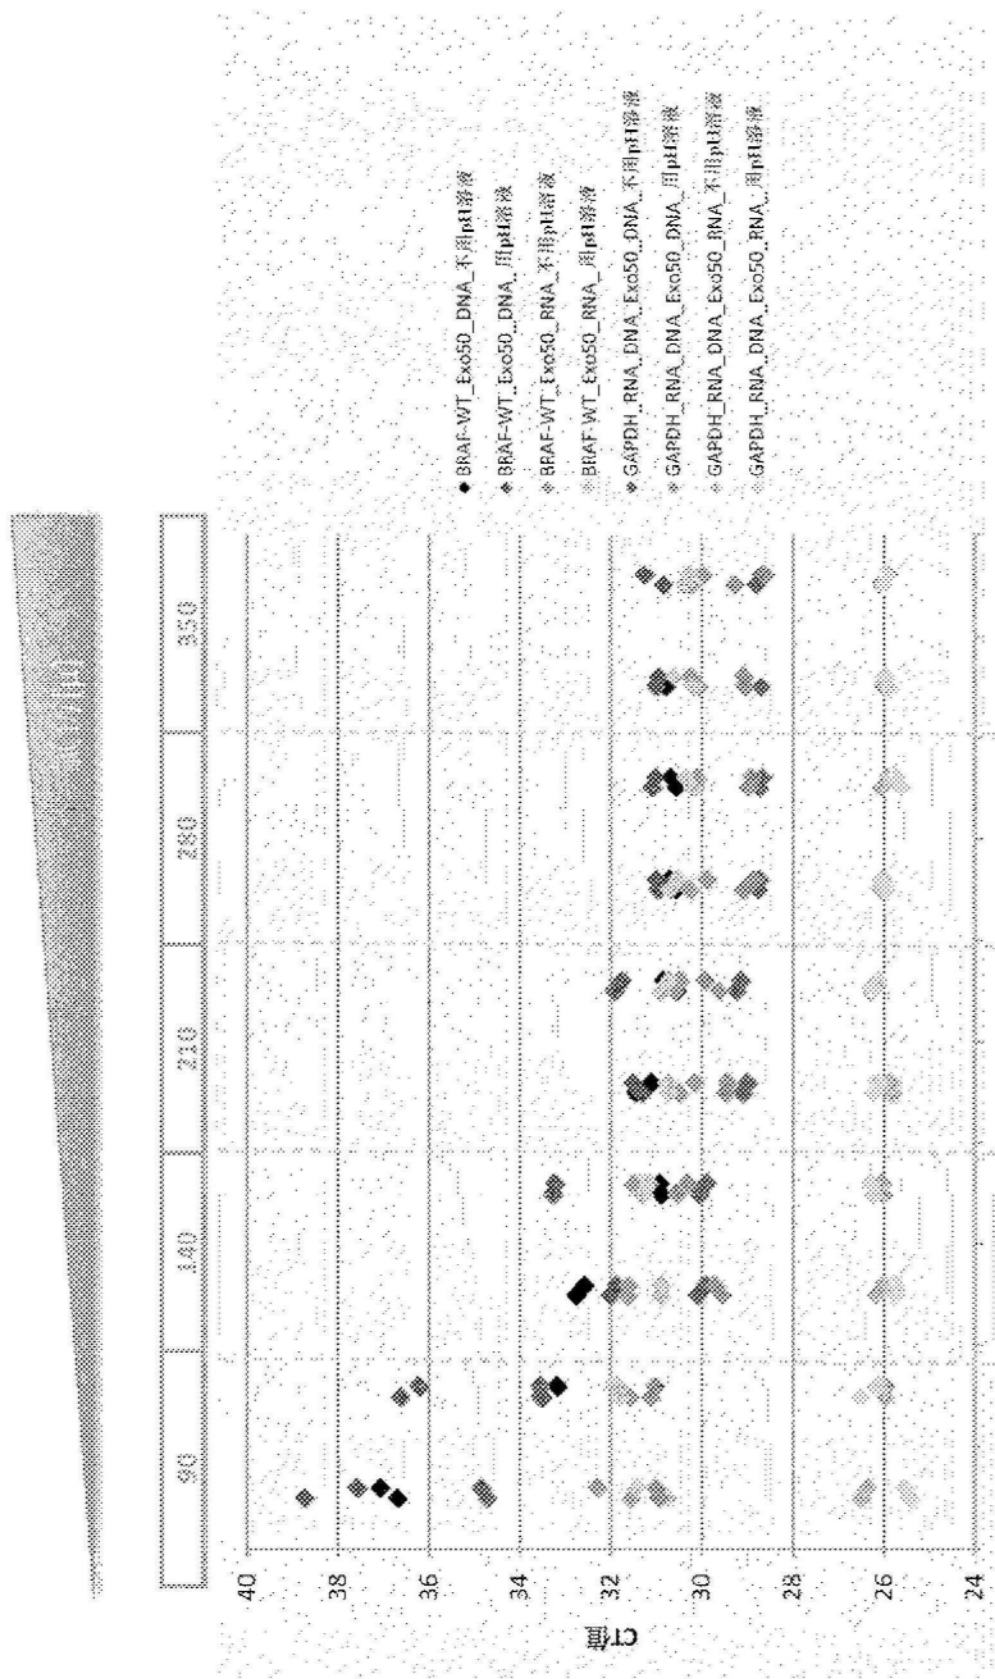 90
140
210
280
350
40
38
36
34
32
30
28
26
24
CT值
BRAF-WT_Exo50_DNA_不用pH溶液
BRAF-WT_Exo50_DNA_用pH溶液
BRAF-WT_Exo50_RNA_不用pH溶液
BRAF-WT_Exo50_RNA_用pH溶液
GAPDH_RNA_DNA_Exo50_DNA_不用pH溶液
GAPDH_RNA_DNA_Exo50_DNA_用pH溶液
GAPDH_RNA_DNA_Exo50_RNA_不用pH溶液
GAPDH_RNA_DNA_Exo50_RNA_用pH溶液